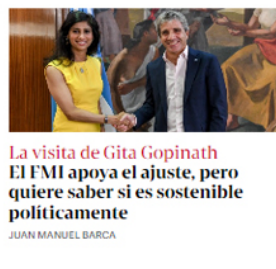 La visita de Gita Gopinath
El FMI apoya el ajuste, pero
quiere saber si es sostenible
políticamente
JUAN MANUEL BARCA